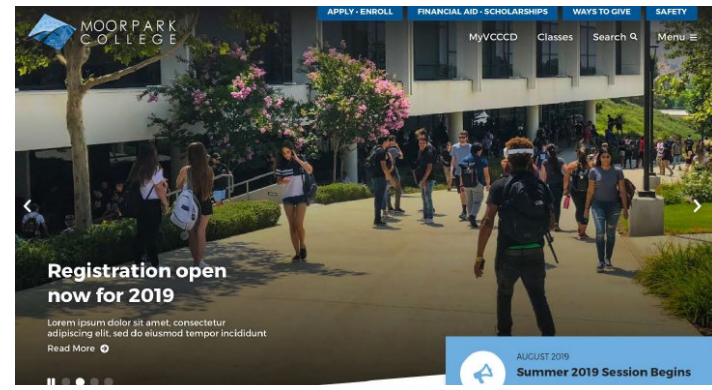 APPLY • ENROLL
FINANCIAL AID • SCHOLARSHIPS
WAYS TO GIVE
SAFETY
MOORPARK
COLLEGE
MyVCCCD
Classes
Search
Menu
Registration open
now for 2019
Lorem ipsum dolor sit amet, consectetur
adipiscing elit, sed do eiusmod tempor incididunt
Read More
AUGUST 2019
Summer 2019 Session Begins